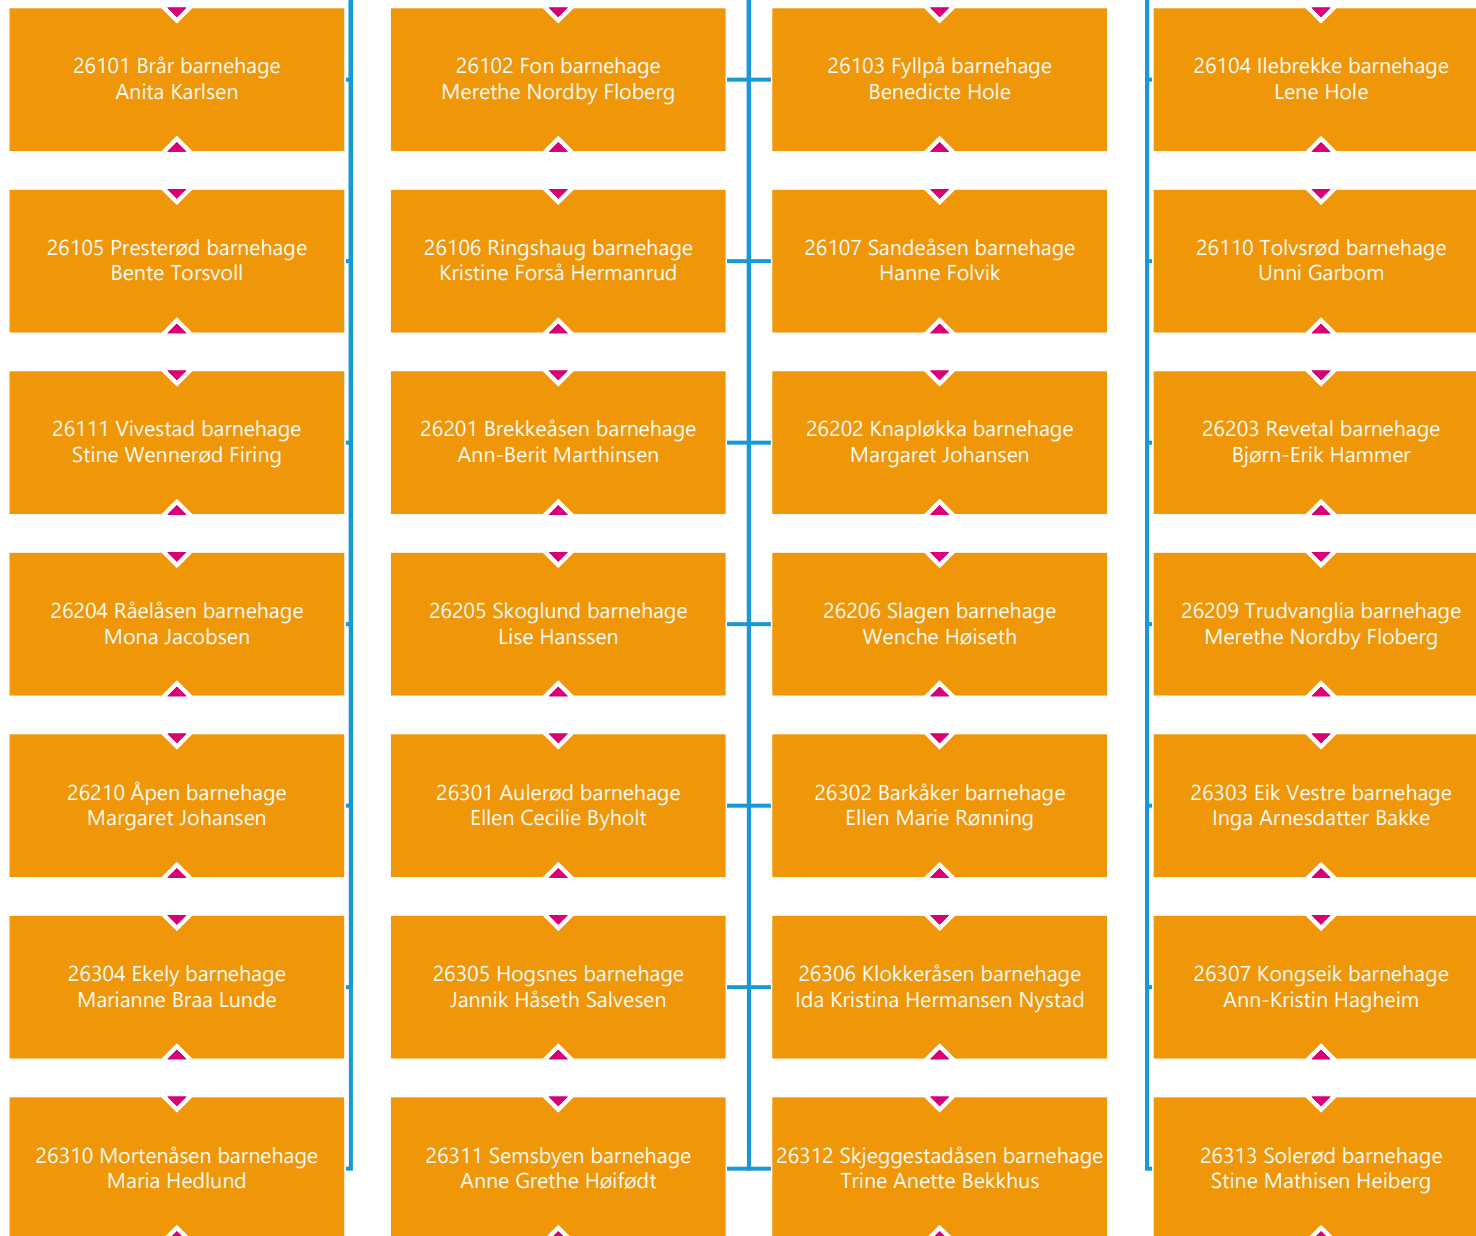 26101 Brår barnehage
Anita Karlsen
26102 Fon barnehage
Merethe Nordby Floberg
26103 Fyllpå barnehage
Benedicte Hole
26104 Ilebrekke barnehage
Lene Hole
26105 Presterød barnehage
Bente Torsvoll
26106 Ringshaug barnehage
Kristine Forså Hermanrud
26107 Sandeåsen barnehage
Hanne Folvik
26110 Tolvsrød barnehage
Unni Garbom
26111 Vivestad barnehage
Stine Wennerød Firing
26201 Brekkeåsen barnehage
Ann-Berit Marthinsen
26202 Knapløkka barnehage
Margaret Johansen
26203 Revetal barnehage
Bjørn-Erik Hammer
26204 Råelåsen barnehage
Mona Jacobsen
26205 Skoglund barnehage
Lise Hanssen
26206 Slagen barnehage
Wenche Høiseth
26209 Trudvanglia barnehage
Merethe Nordby Floberg
26210 Åpen barnehage
Margaret Johansen
26301 Aulerød barnehage
Ellen Cecilie Byholt
26302 Barkåker barnehage
Ellen Marie Rønning
26303 Eik Vestre barnehage
Inga Arnesdatter Bakke
26304 Ekely barnehage
Marianne Braa Lunde
26305 Hogsnes barnehage
Jannik Håseth Salvesen
26306 Klokkeråsen barnehage
Ida Kristina Hermansen Nystad
26307 Kongseik barnehage
Ann-Kristin Hagheim
26310 Mortenåsen barnehage
Maria Hedlund
26311 Semsbyen barnehage
Anne Grethe Høifødt
26312 Skjeggestadåsen barnehage
Trine Anette Bekkhus
26313 Solerød barnehage
Stine Mathisen Heiberg